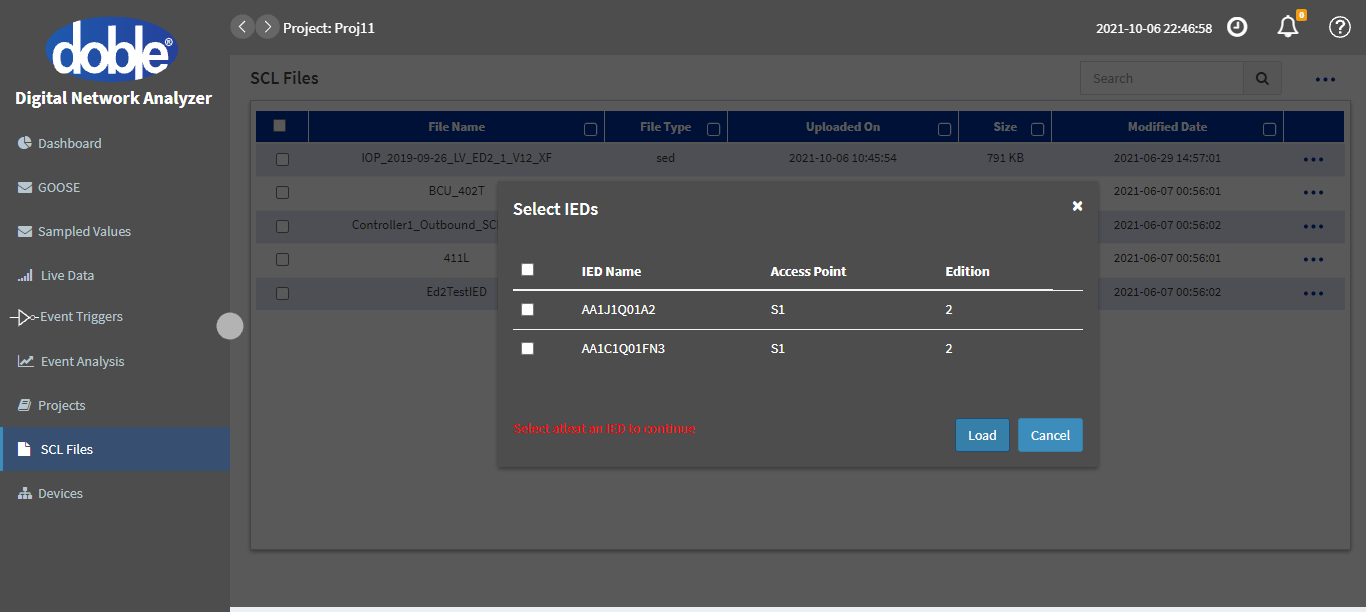 doble®
Digital Network Analyzer
Dashboard
GOOSE
Sampled Values
Live Data
Event Triggers
Event Analysis
Projects
SCL Files
Devices
Project: Proj11
2021-10-06 22:46:58
0
SCL Files
Search
File Name File Type Uploaded On Size Modified Date
IOP_2019-09-26_LV_ED2_1_V12_XF sed 2021-10-06 10:45:54 791 KB 2021-06-29 14:57:01
BCU_402T 2021-06-07 00:56:01
Controller1_Outbound_SC 2021-06-07 00:56:02
411L 2021-06-07 00:56:01
Ed2TestIED 2021-06-07 00:56:02
Select IEDs
IED Name Access Point Edition
AA1J1Q01A2 S1 2
AA1C1Q01FN3 S1 2
Select atleat an IED to continue
Load Cancel